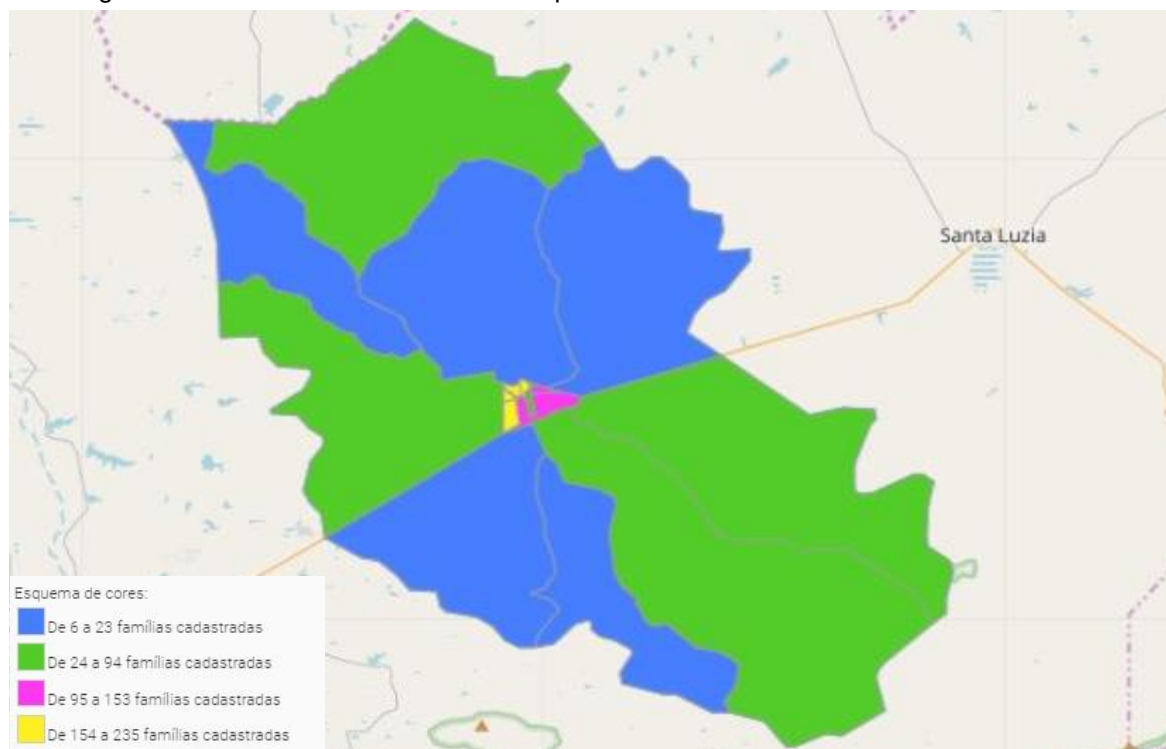 Santa Luzia
Esquema de cores:
De 6 a 23 famílias cadastradas
De 24 a 94 famílias cadastradas
De 95 a 153 famílias cadastradas
De 154 a 235 famílias cadastradas